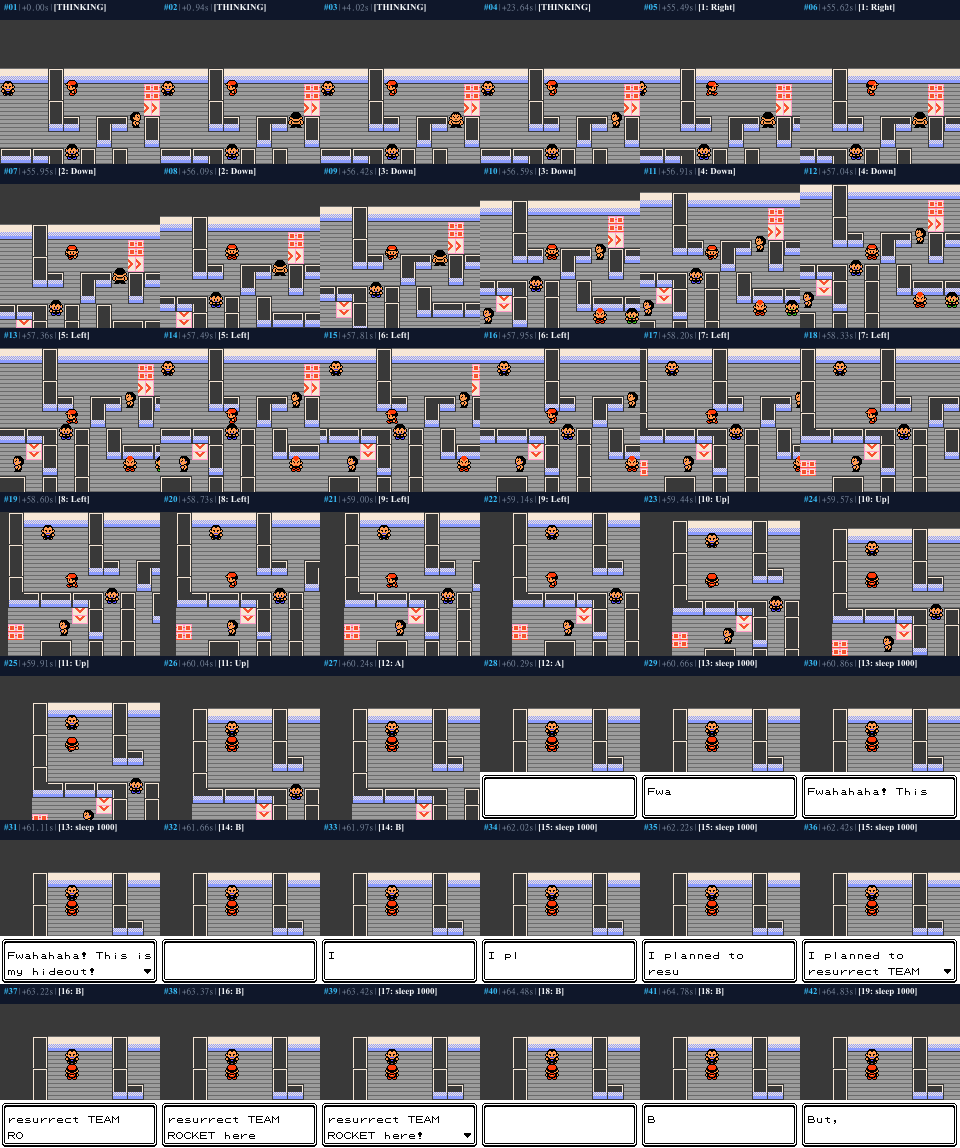 #01|+0.00s| [THINKING]
#02|+0.94s| [THINKING]
#03|+4.02s| [THINKING]
#04|+23.64s| [THINKING]
#05|+55.49s| [1: Right]
#06|+55.62s| [1: Right]
#07|+55.95s| [2: Down]
#08|+56.09s| [2: Down]
#09|+56.42s| [3: Down]
#10|+56.59s| [3: Down]
#11|+56.91s| [4: Down]
#12|+57.04s| [4: Down]
#13|+57.36s| [5: Left]
#14|+57.49s| [5: Left]
#15|+57.81s| [6: Left]
#16|+57.95s| [6: Left]
#17|+58.20s| [7: Left]
#18|+58.33s| [7: Left]
#19|+58.60s| [8: Left]
#20|+58.73s| [8: Left]
#21|+59.00s| [9: Left]
#22|+59.14s| [9: Left]
#23|+59.44s| [10: Up]
#24|+59.57s| [10: Up]
#25|+59.91s| [11: Up]
#26|+60.04s| [11: Up]
#27|+60.24s| [12: A]
#28|+60.29s| [12: A]
#29|+60.66s| [13: sleep 1000]
#30|+60.86s| [13: sleep 1000]
Fwa
Fwahahaha! This
#31|+61.11s| [13: sleep 1000]
#32|+61.66s| [14: B]
#33|+61.97s| [14: B]
#34|+62.02s| [15: sleep 1000]
#35|+62.22s| [15: sleep 1000]
#36|+62.42s| [15: sleep 1000]
Fwahahaha! This is
my hideout!
I
I pl
I planned to
resu
I planned to
resurrect TEAM
#37|+63.22s| [16: B]
#38|+63.37s| [16: B]
#39|+63.42s| [17: sleep 1000]
#40|+64.48s| [18: B]
#41|+64.78s| [18: B]
#42|+64.83s| [19: sleep 1000]
resurrect TEAM
RO
resurrect TEAM
ROCKET here
resurrect TEAM
ROCKET here!
B
But,